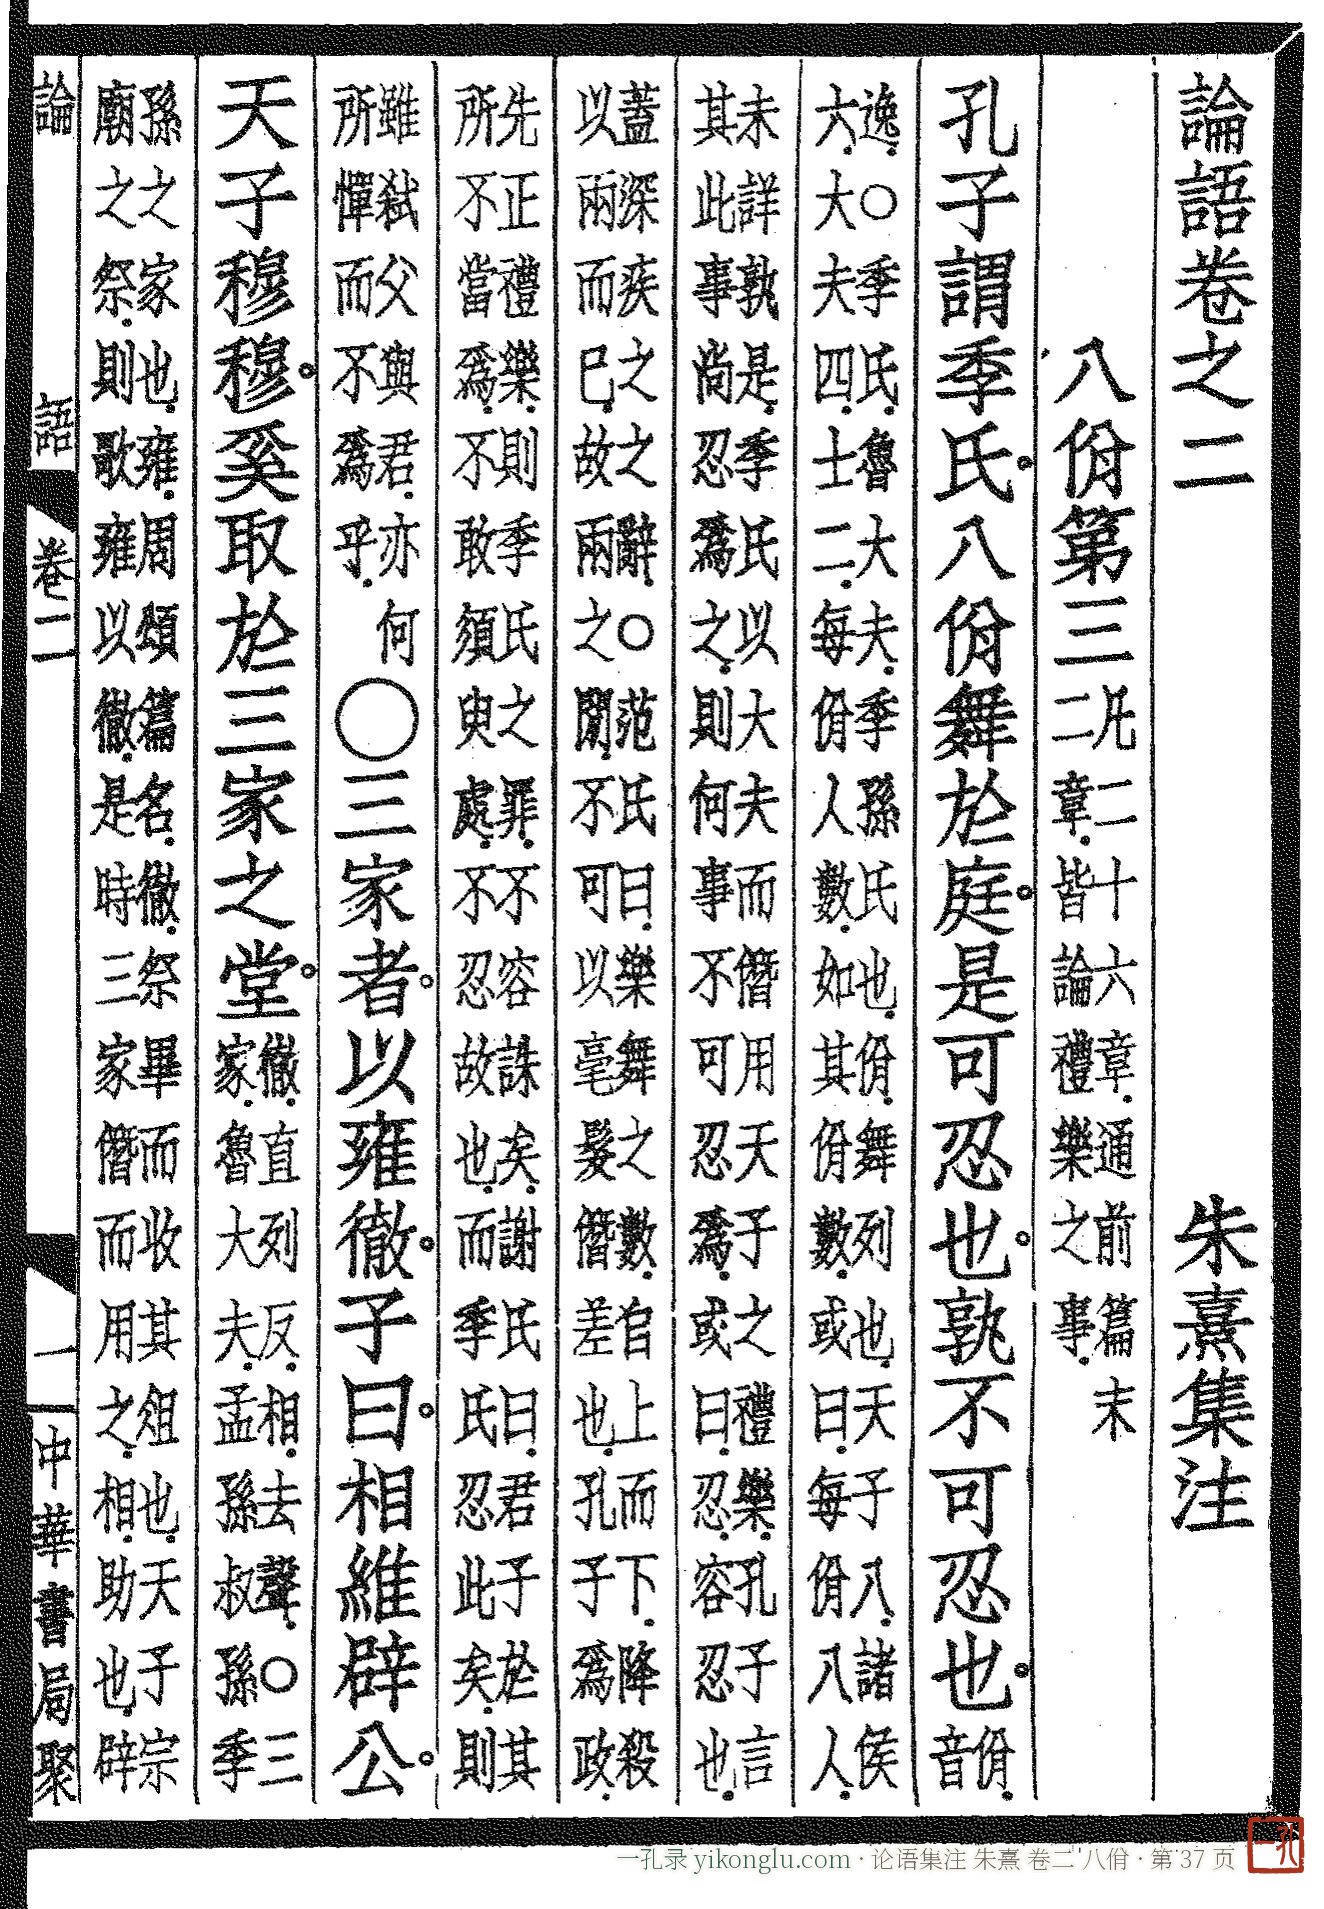 論語卷之二 朱熹集注
八佾第三
凡二十六章、通前篇末
二章、皆論禮樂之事、
孔子謂季氏。八佾舞於庭。是可忍也。孰不可忍也。
佾、
音
逸、○季氏、魯大夫、季孫氏也、佾、舞列也、天子八、諸侯
六、大夫四、士二、每佾人數、如其佾數、或曰、每佾八人、
未詳孰是、季氏以大夫而僭用天子之禮樂、孔子言
其此事尚忍爲之、則何事不可忍爲、或曰、忍、容忍也、
蓋深疾之之辭、○范氏曰、樂舞之數、自上而下、降殺
以兩而已、故兩之閒、不可以毫髮僭差也、孔子爲政、
先正禮樂、則季氏之罪、不容誅矣、謝氏曰、君子於其
所不當爲、不敢須臾處、不忍故也、而季氏忍此矣、則
雖弒父與君、亦何
所憚而不爲乎、
○三家者。以雍徹。子曰。相維辟公。
天子穆穆。奚取於三家之堂。
徹、直列反、相、去聲、○三
家、魯大夫、孟孫叔孫季
孫之家也、雍、周頌篇名、徹、祭畢而收其俎也、天子宗
廟之祭、則歌雍以徹、是時三家僭而用之、相、助也、辟
論語 卷二 一 中華書局聚
一孔录 yikonglu.com · 论语集注 朱熹 卷二 八佾 · 第 37 页
一孔